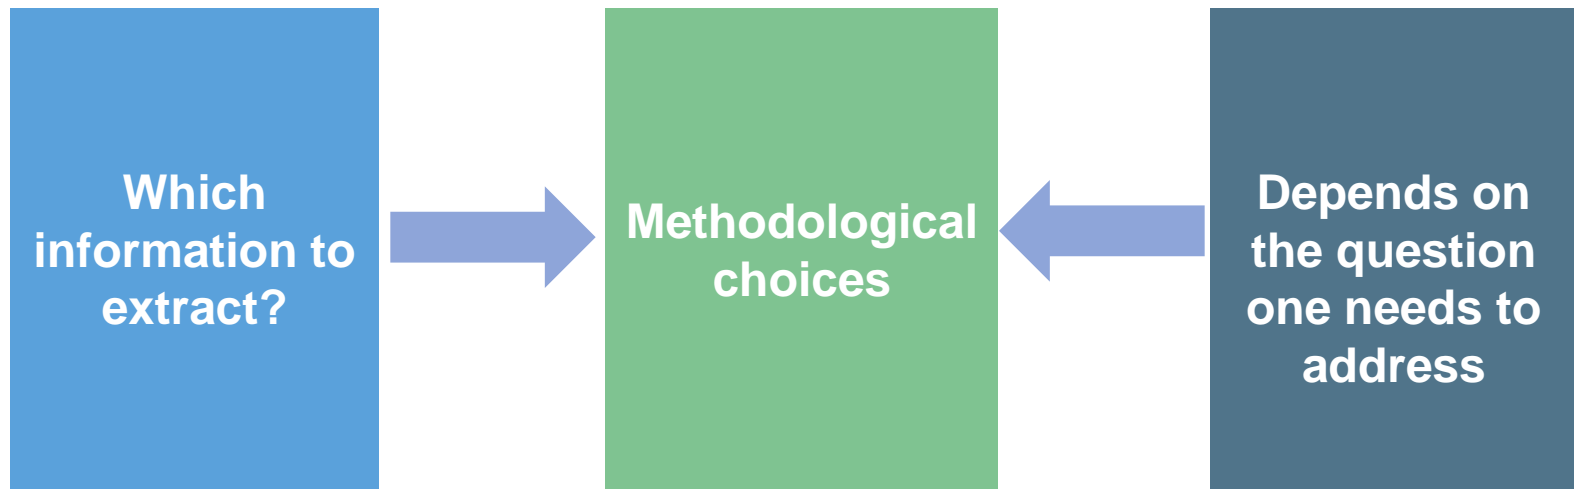 Which
information to
extract?
Methodological
choices
Depends on
the question
one needs to
address